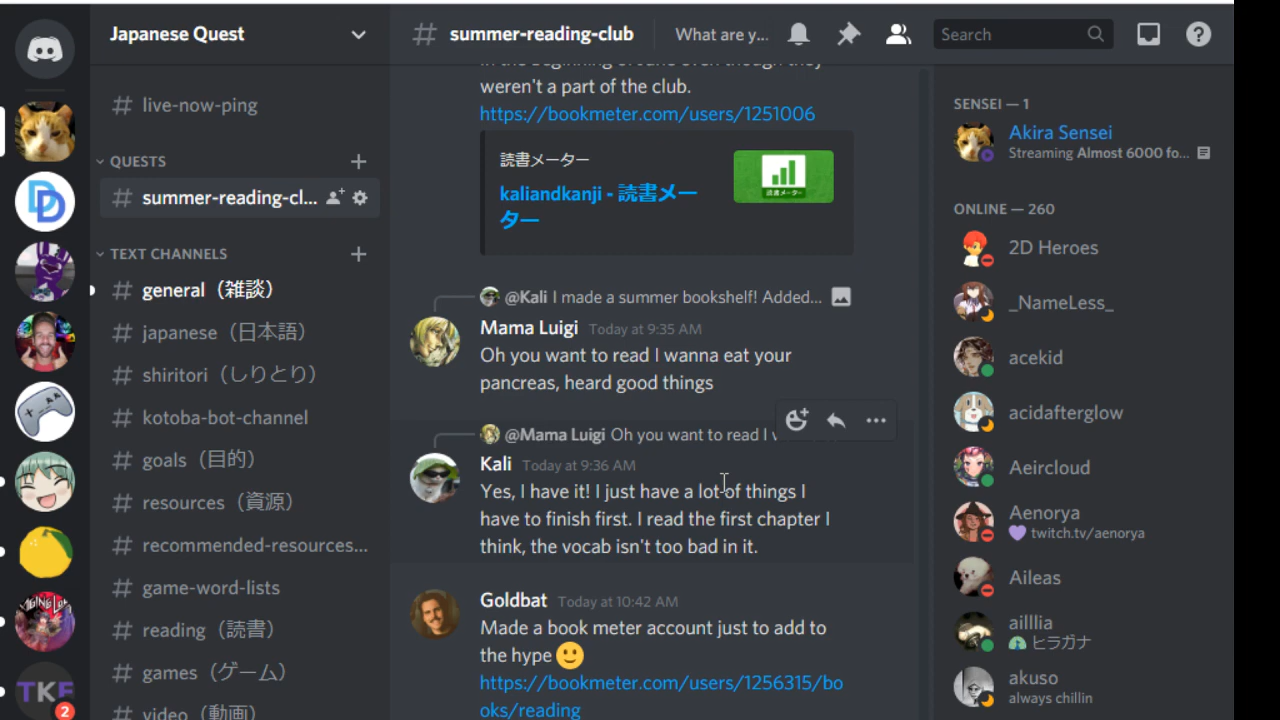 Japanese Quest
# live-now-ping
QUESTS
# summer-reading-cl...
TEXT CHANNELS
# general（雑談）
# japanese（日本語）
# shiritori（しりとり）
# kotoba-bot-channel
# goals（目的）
# resources（資源）
# recommended-resources...
# game-word-lists
# reading（読書）
# games（ゲーム）
# video（動画）
TKF
2
# summer-reading-club
What are y...
Search
weren't a part of the club.
https://bookmeter.com/users/1251006
読書メーター
kaliandkanji - 読書メー
ター
@Kali I made a summer bookshelf! Added...
Mama Luigi Today at 9:35 AM
Oh you want to read I wanna eat your
pancreas, heard good things
@Mama Luigi Oh you want to read I
Kali Today at 9:36 AM
Yes, I have it! I just have a lot of things I
have to finish first. I read the first chapter I
think, the vocab isn't too bad in it.
Goldbat Today at 10:42 AM
Made a book meter account just to add to
the hype 🙂
https://bookmeter.com/users/1256315/bo
oks/reading
SENSEI — 1
Akira Sensei
Streaming Almost 6000 fo...
ONLINE — 260
2D Heroes
_NameLess_
acekid
acidafterglow
Aeircloud
Aenorya
💜 twitch.tv/aenorya
Aileas
ailllia
ヒラガナ
akuso
always chillin